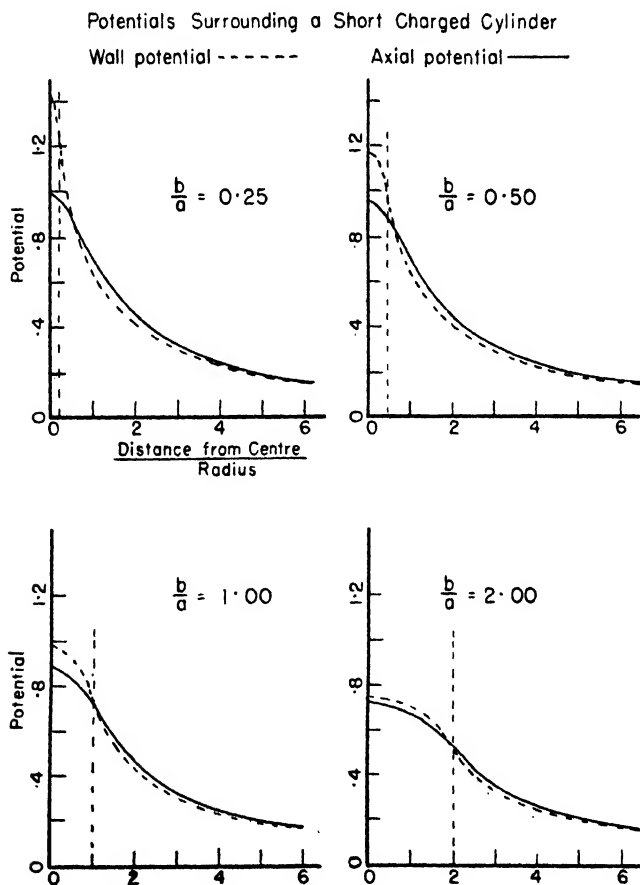 Potentials Surrounding a Short Charged Cylinder
Wall potential Axial potential
1·2
·8
·4
0
Potential
b/a = 0·25
0 2 4 6
Distance from Centre
Radius
1·2
·8
·4
0
b/a = 0·50
0 2 4 6
1·2
·8
·4
0
Potential
b/a = 1·00
0 2 4 6
1·2
·8
·4
0
b/a = 2·00
0 2 4 6